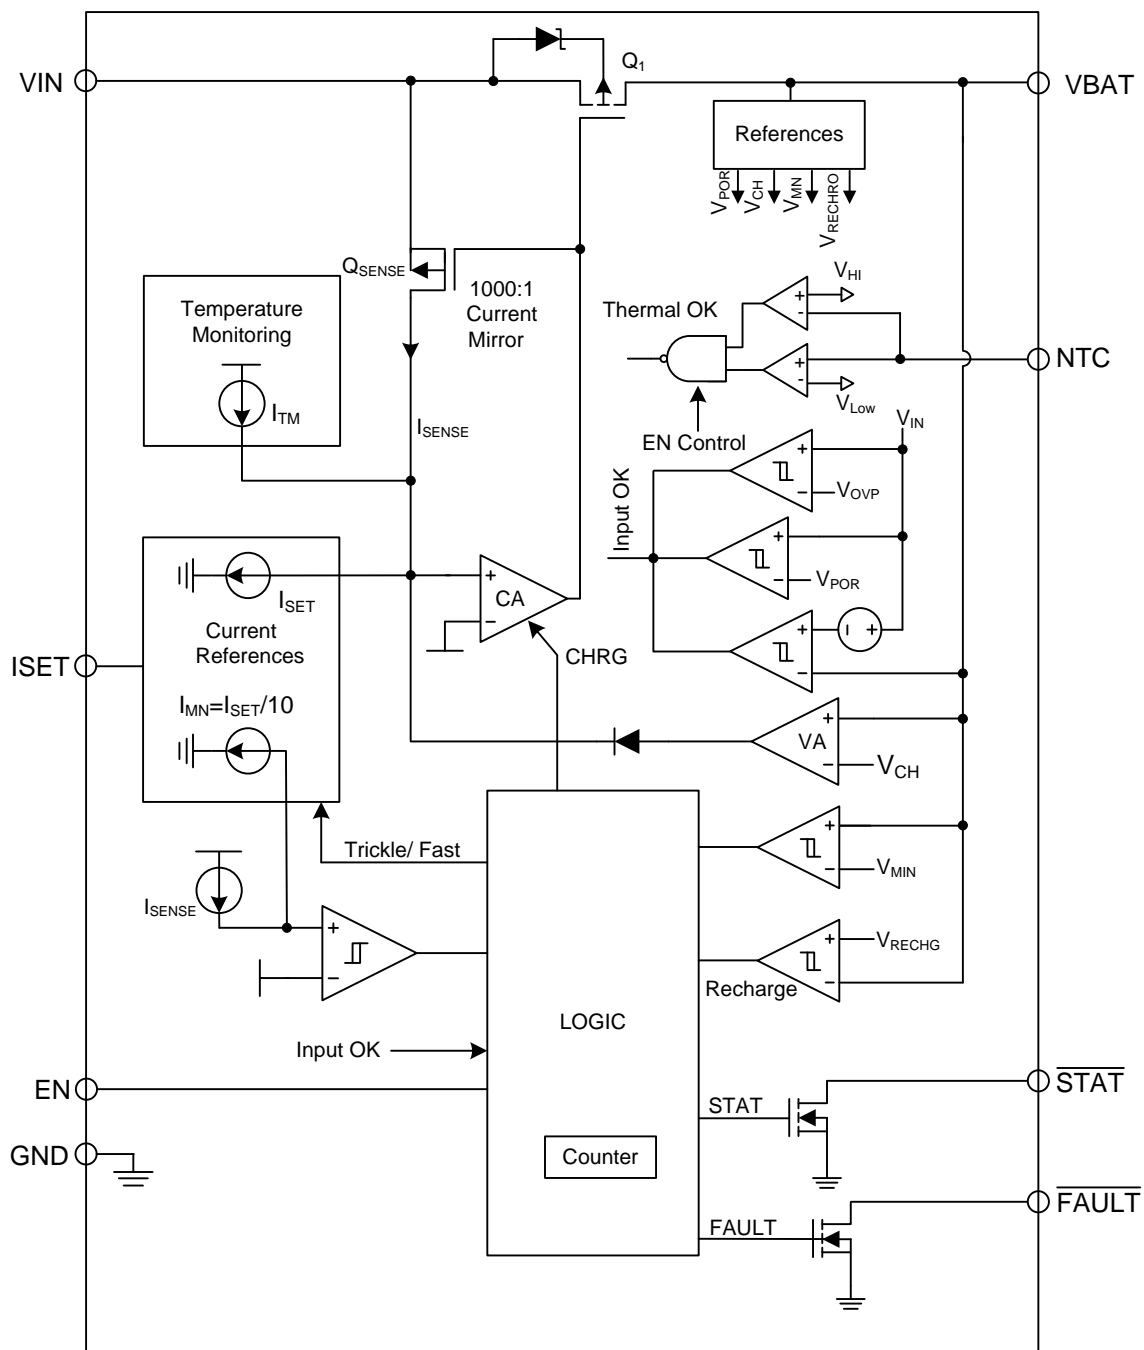 VIN
Q1
VBAT
References
VPOR
VCH
VMN
VRECHRO
QSENSE
1000:1
Current
Mirror
Temperature
Monitoring
ITM
ISENSE
Thermal OK
+
-
VHI
+
-
VLow
NTC
EN Control
VIN
Input OK
+
-
VOVP
+
-
VPOR
+
-
- +
ISET
Current
References
ISET
IMN=ISET/10
+
-
CA
CHRG
+
-
VA
VCH
Trickle/ Fast
+
-
VMIN
ISENSE
+
-
+
-
VRECHG
Recharge
LOGIC
Input OK
EN
STAT
STAT
GND
Counter
FAULT
FAULT